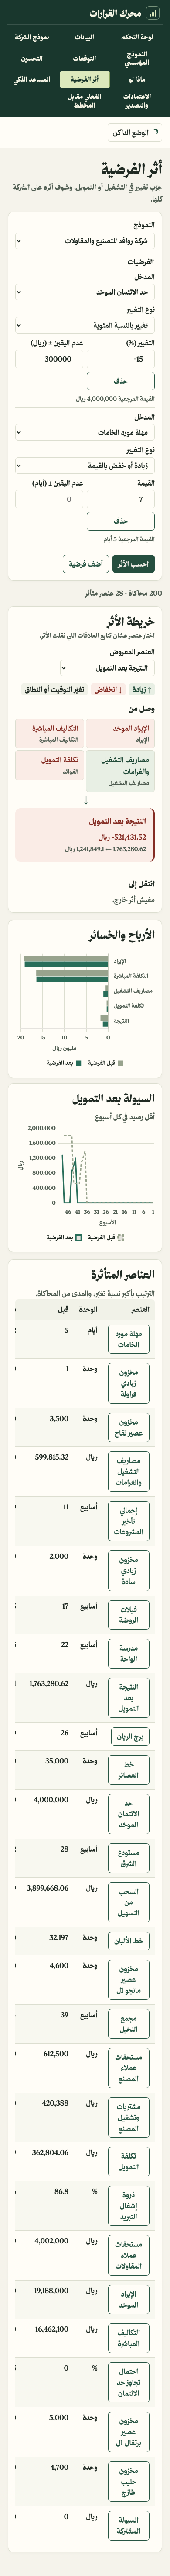 محرك القرارات
لوحة التحكم
البيانات
نموذج الشركة
النموذج المؤسسي
التوقعات
التحسين
ماذا لو
أثر الفرضية
المساعد الذكي
الاعتمادات والتصدير
الفعلي مقابل المخطط
الوضع الداكن
أثر الفرضية
جرّب تغيير في التشغيل أو التمويل، وشوف أثره على الشركة كلها.
النموذج
شركة روافد للتصنيع والمقاولات
الفرضيات
المدخل
حد الائتمان الموحد
نوع التغيير
تغيير بالنسبة المئوية
التغيير (%)
عدم اليقين ± (ريال)
-15
300000
حذف
القيمة المرجعية 4,000,000 ريال
المدخل
مهلة مورد الخامات
نوع التغيير
زيادة أو خفض بالقيمة
القيمة
عدم اليقين ± (أيام)
7
0
حذف
القيمة المرجعية 5 أيام
احسب الأثر
أضف فرضية
200 محاكاة · 28 عنصر متأثر
خريطة الأثر
اختر عنصر عشان تتابع العلاقات اللي نقلت الأثر.
العنصر المعروض
النتيجة بعد التمويل
↑ زيادة
↓ انخفاض
تغيّر التوقيت أو النطاق
وصل من
الإيراد الموحد
الإيراد
التكاليف المباشرة
التكاليف المباشرة
مصاريف التشغيل والغرامات
مصاريف التشغيل
تكلفة التمويل
الفوائد
↓
النتيجة بعد التمويل
-521,431.52 ريال
1,763,280.62 ← 1,241,849.1 ريال
انتقل إلى
مفيش أثر خارج.
الأرباح والخسائر
الإيراد
التكلفة المباشرة
مصاريف التشغيل
تكلفة التمويل
النتيجة
20 15 10 5 0
مليون ريال
قبل الفرضية
بعد الفرضية
السيولة بعد التمويل
أقل رصيد في كل أسبوع
2,000,000
1,600,000
1,200,000
800,000
400,000
0
ريال
46 41 36 31 26 21 16 11 6 1
الأسبوع
قبل الفرضية
بعد الفرضية
العناصر المتأثرة
الترتيب بأكبر نسبة تغيّر، والمدى من المحاكاة.
العنصر الوحدة قبل
مهلة مورد الخامات أيام 5
مخزون زبادي فراولة وحدة 1
مخزون عصير تفاح وحدة 3,500
مصاريف التشغيل والغرامات ريال 599,815.32
إجمالي تأخير المشروعات أسابيع 11
مخزون زبادي سادة وحدة 2,000
فيلات الروضة أسابيع 17
مدرسة الواحة أسابيع 22
النتيجة بعد التمويل ريال 1,763,280.62
برج الريان أسابيع 26
خط العصائر وحدة 35,000
حد الائتمان الموحد ريال 4,000,000
مستودع الشرق أسابيع 28
السحب من التسهيل ريال 3,899,668.06
خط الألبان وحدة 32,197
مخزون عصير مانجو 1ل وحدة 4,600
مجمع النخيل أسابيع 39
مستحقات عملاء المصنع ريال 612,500
مشتريات وتشغيل المصنع ريال 420,388
تكلفة التمويل ريال 362,804.06
ذروة إشغال التبريد % 86.8
مستحقات عملاء المقاولات ريال 4,002,000
الإيراد الموحد ريال 19,188,000
التكاليف المباشرة ريال 16,462,100
احتمال تجاوز حد الائتمان % 0
مخزون عصير برتقال 1ل وحدة 5,000
مخزون حليب طازج وحدة 4,700
السيولة المشتركة ريال 0